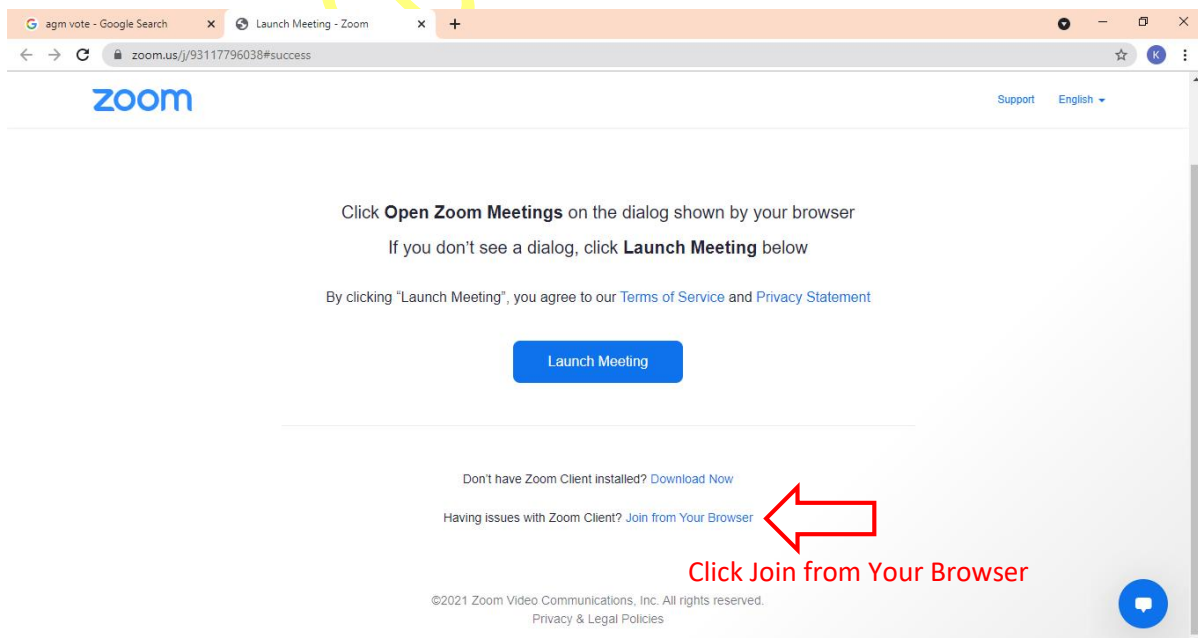 agm vote - Google Search
Launch Meeting - Zoom
zoom.us/j/93117796038#success
K
zoom
Support
English
Click Open Zoom Meetings on the dialog shown by your browser
If you don't see a dialog, click Launch Meeting below
By clicking “Launch Meeting”, you agree to our Terms of Service and Privacy Statement
Launch Meeting
Don't have Zoom Client installed? Download Now
Having issues with Zoom Client? Join from Your Browser
Click Join from Your Browser
©2021 Zoom Video Communications, Inc. All rights reserved.
Privacy & Legal Policies